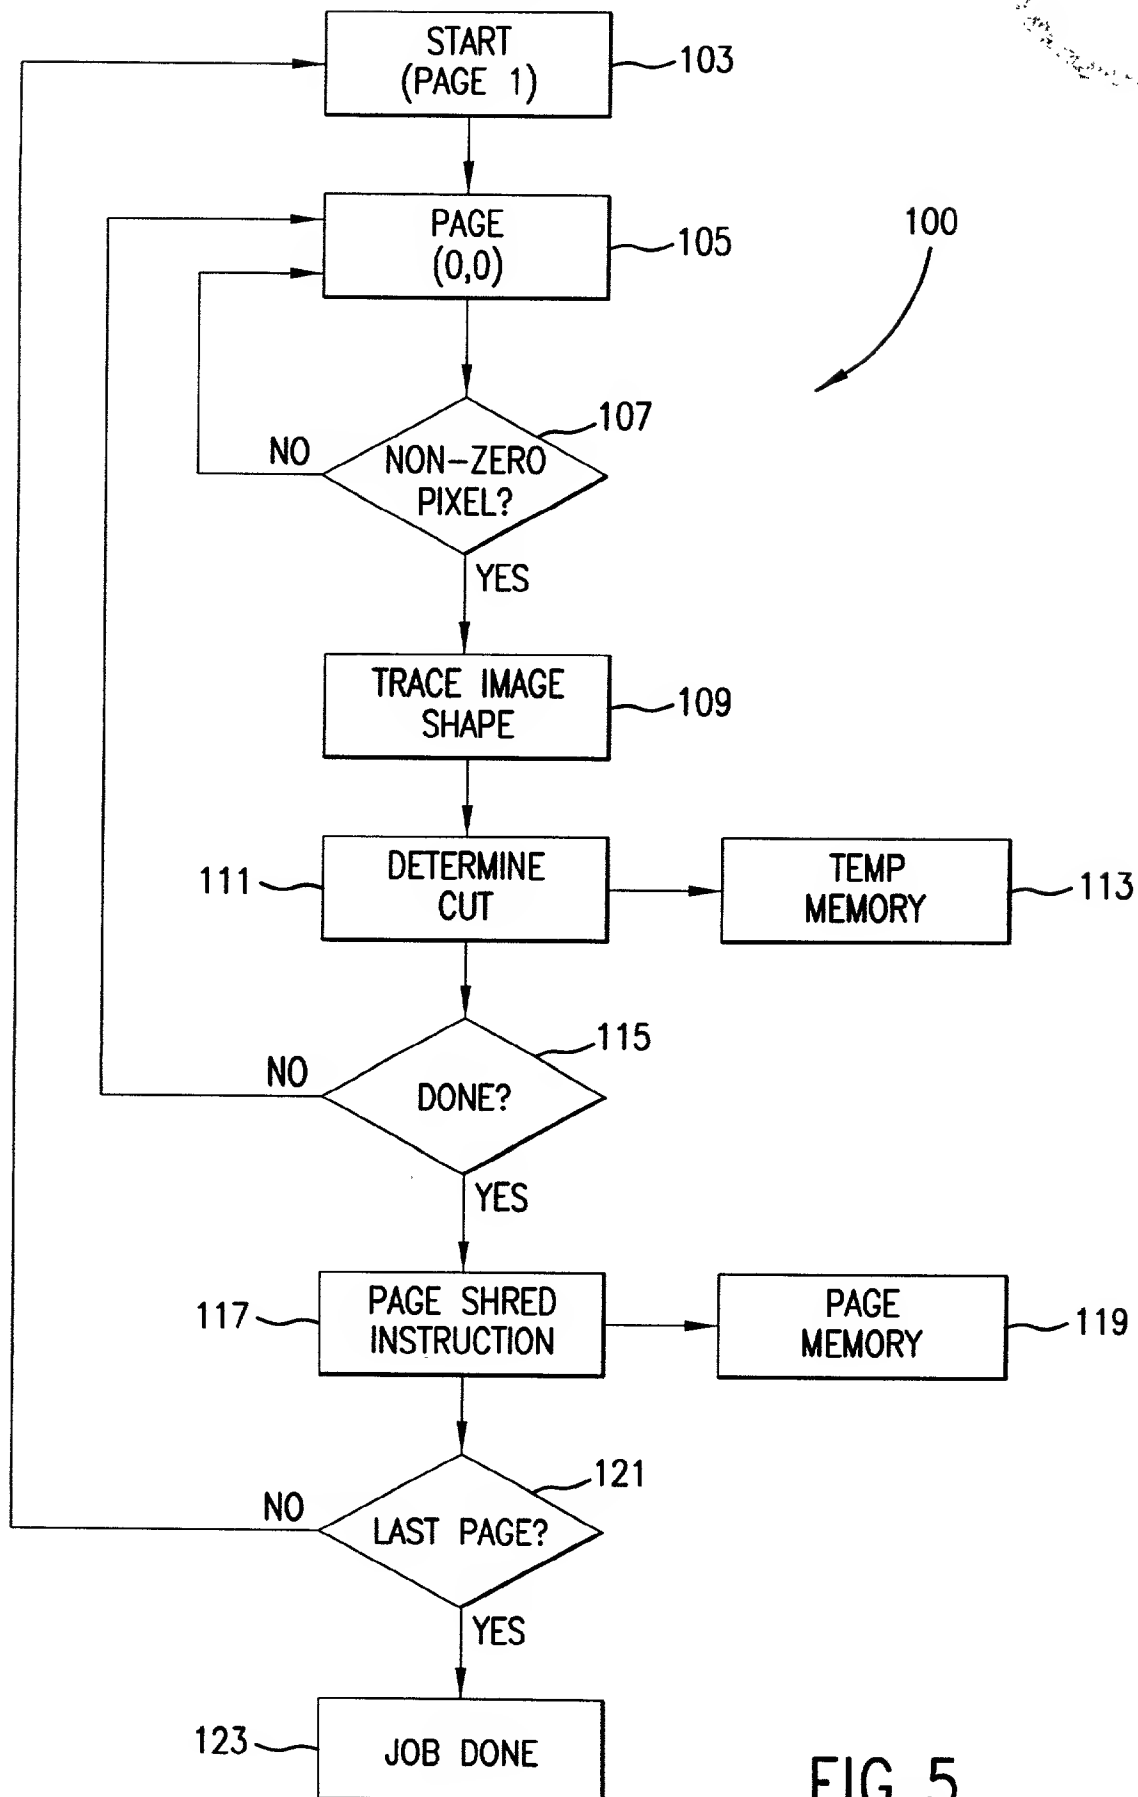 START
(PAGE 1)
103
PAGE
(0,0)
105
100
107
NO
NON-ZERO
PIXEL?
YES
TRACE IMAGE
SHAPE
109
111
DETERMINE
CUT
TEMP
MEMORY
113
115
NO
DONE?
YES
117
PAGE SHRED
INSTRUCTION
PAGE
MEMORY
119
121
NO
LAST PAGE?
YES
123
JOB DONE
FIG. 5